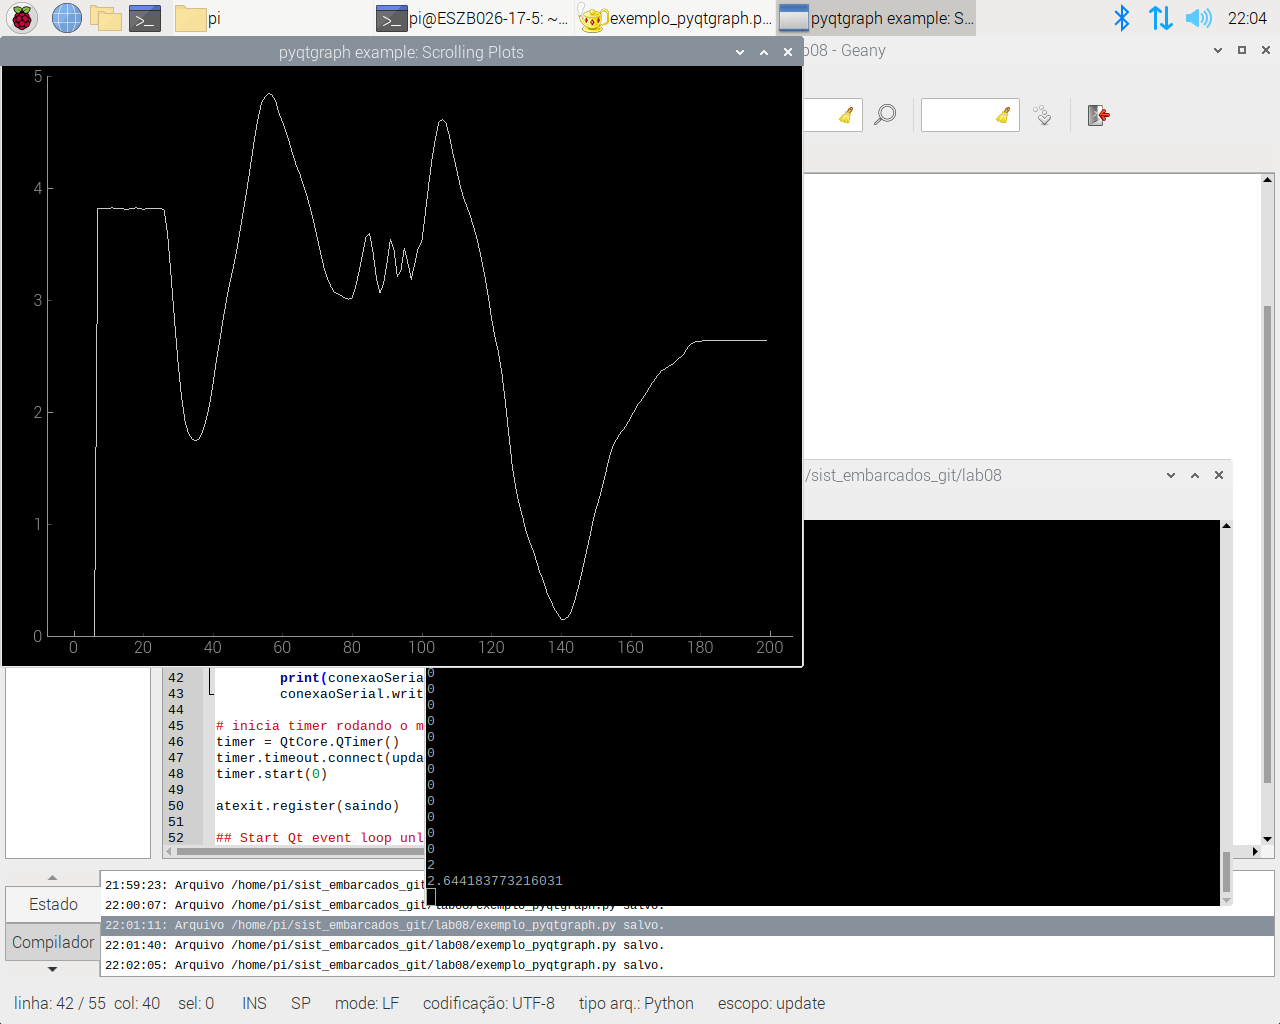 pi
pi@ESZB026-17-5: ~...
exemplo_pyqtgraph.p...
pyqtgraph example: S...
22:04
pyqtgraph example: Scrolling Plots
b08 - Geany
5
4
3
2
1
0
0 20 40 60 80 100 120 140 160 180 200
/sist_embarcados_git/lab08
42 print(conexaoSeria
43 conexaoSerial.writ
44
45 # inicia timer rodando o m
46 timer = QtCore.QTimer()
47 timer.timeout.connect(upda
48 timer.start(0)
49
50 atexit.register(saindo)
51
52 ## Start Qt event loop unl
0
0
0
0
0
0
0
0
0
0
0
0
2
2.644183773216031
Estado
Compilador
21:59:23: Arquivo /home/pi/sist_embarcados_git
22:00:07: Arquivo /home/pi/sist_embarcados_git/lab08/exemplo_pyqtgraph.py salvo.
22:01:11: Arquivo /home/pi/sist_embarcados_git/lab08/exemplo_pyqtgraph.py salvo.
22:01:40: Arquivo /home/pi/sist_embarcados_git/lab08/exemplo_pyqtgraph.py salvo.
22:02:05: Arquivo /home/pi/sist_embarcados_git/lab08/exemplo_pyqtgraph.py salvo.
linha: 42 / 55 col: 40 sel: 0 INS SP mode: LF codificação: UTF-8 tipo arq.: Python escopo: update